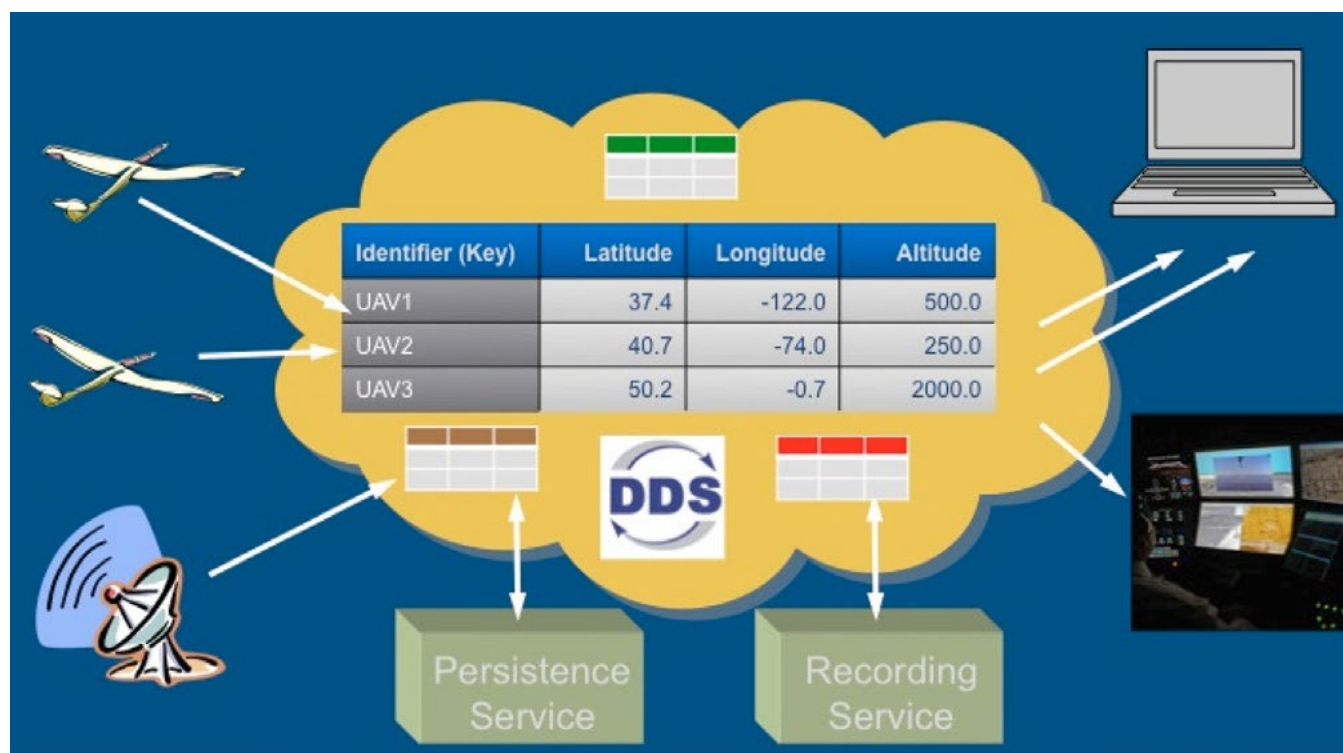 Identifier (Key) Latitude Longitude Altitude
UAV1 37.4 -122.0 500.0
UAV2 40.7 -74.0 250.0
UAV3 50.2 -0.7 2000.0
DDS
Persistence
Service
Recording
Service